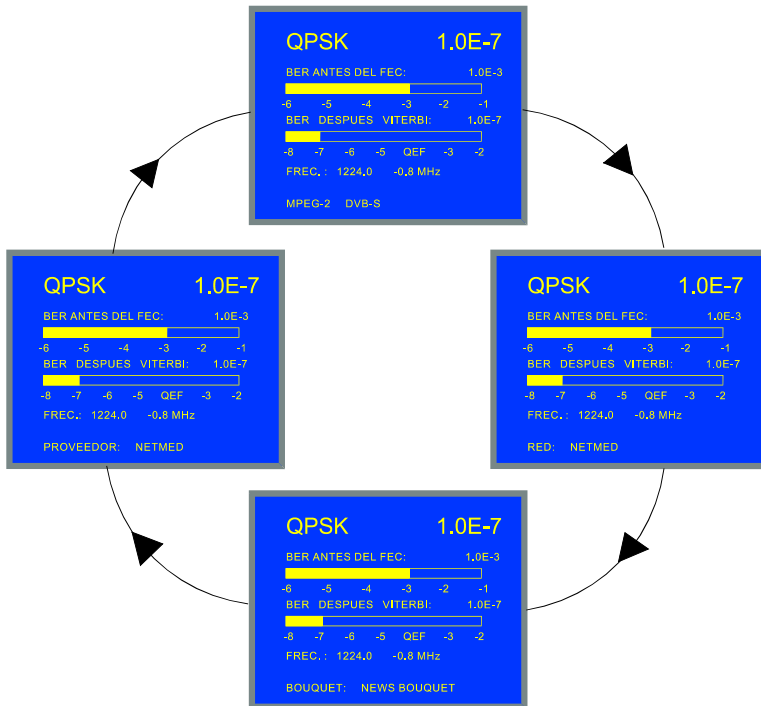 QPSK 1.0E-7
BER ANTES DEL FEC: 1.0E-3
-6 -5 -4 -3 -2 -1
BER DESPUES VITERBI: 1.0E-7
-8 -7 -6 -5 QEF -3 -2
FREC. : 1224.0 -0.8 MHz
MPEG-2 DVB-S
QPSK 1.0E-7
BER ANTES DEL FEC: 1.0E-3
-6 -5 -4 -3 -2 -1
BER DESPUES VITERBI: 1.0E-7
-8 -7 -6 -5 QEF -3 -2
FREC.: 1224.0 -0.8 MHz
PROVEEDOR: NETMED
QPSK 1.0E-7
BER ANTES DEL FEC: 1.0E-3
-6 -5 -4 -3 -2 -1
BER DESPUES VITERBI: 1.0E-7
-8 -7 -6 -5 QEF -3 -2
FREC. : 1224.0 -0.8 MHz
RED: NETMED
QPSK 1.0E-7
BER ANTES DEL FEC: 1.0E-3
-6 -5 -4 -3 -2 -1
BER DESPUES VITERBI: 1.0E-7
-8 -7 -6 -5 QEF -3 -2
FREC. : 1224.0 -0.8 MHz
BOUQUET: NEWS BOUQUET